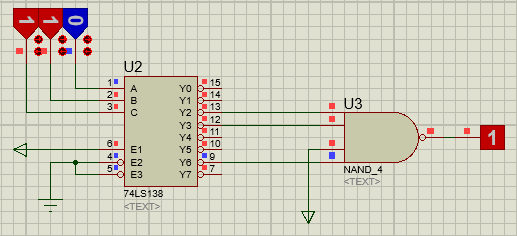 1 1 0
U2
1 A Y0 15
2 B Y1 14
3 C Y2 13
Y3 12
Y4 11
6 E1 Y5 10
4 E2 Y6 9
5 E3 Y7 7
74LS138
<TEXT>
U3
NAND_4
<TEXT>
1